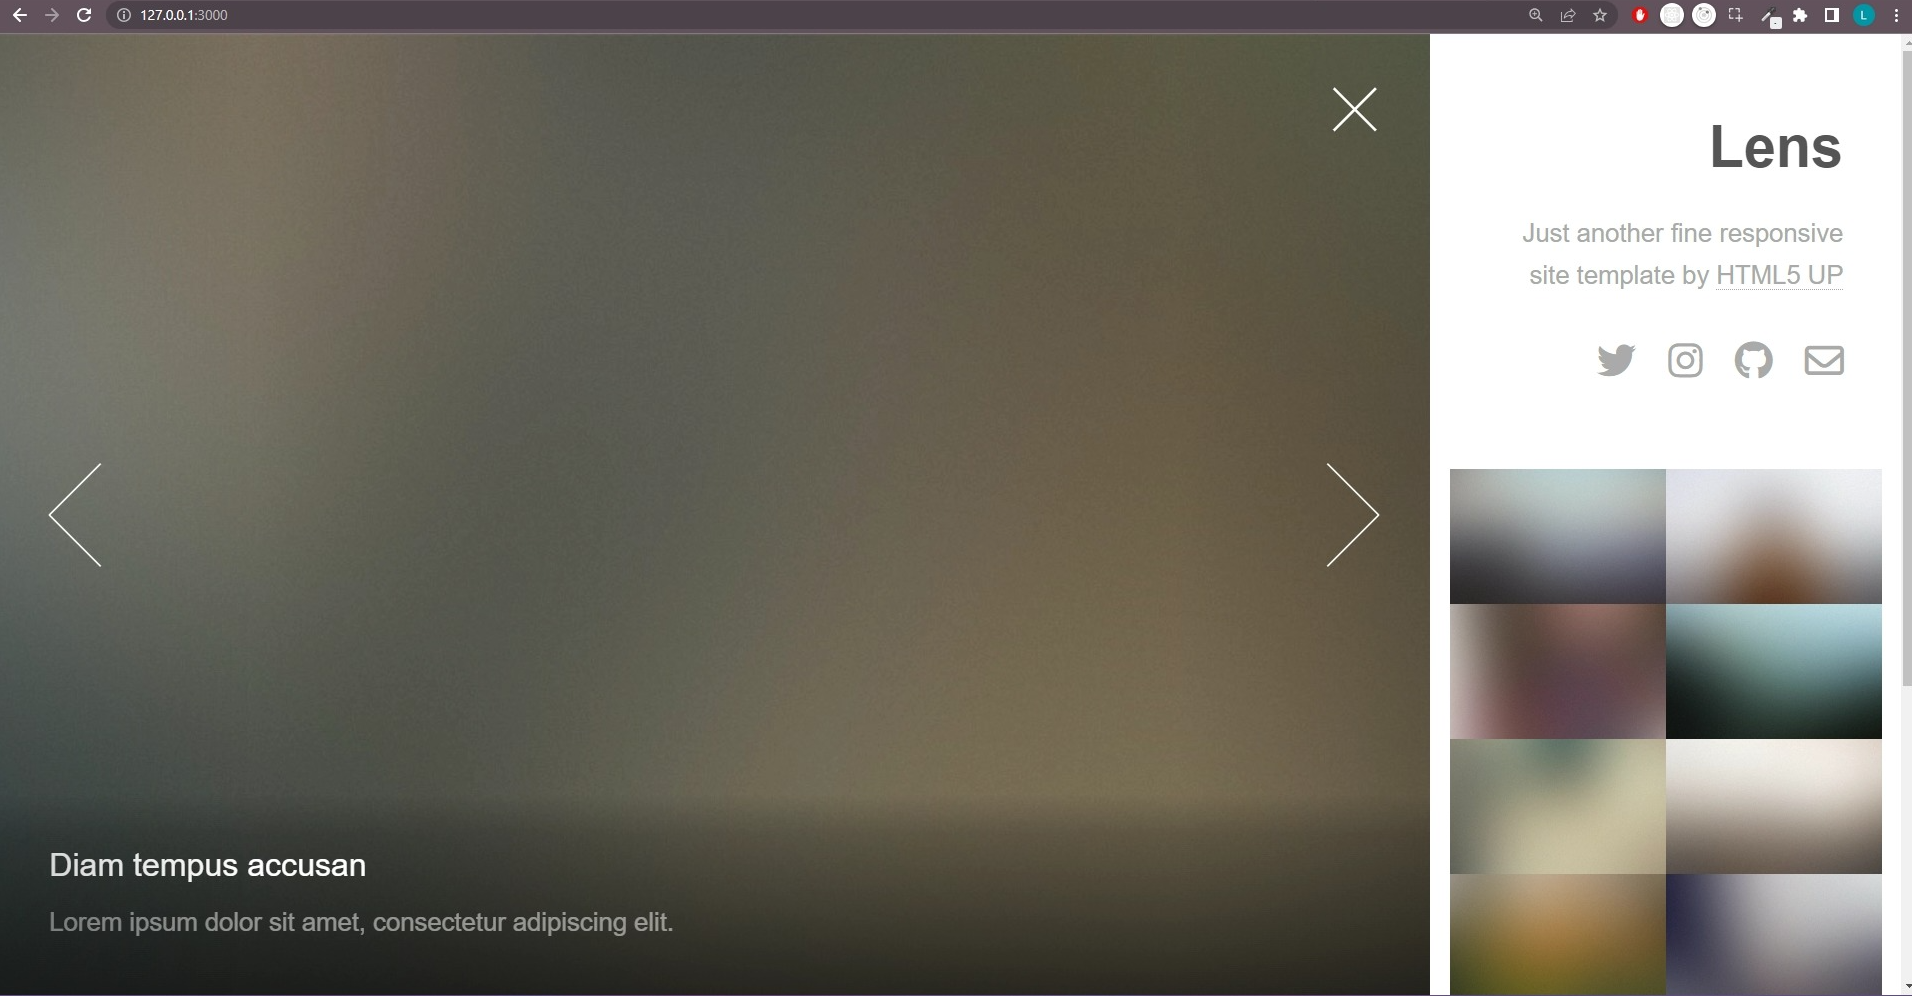 127.0.0.1:3000
L
Lens
Just another fine responsive
site template by HTML5 UP
Diam tempus accusan
Lorem ipsum dolor sit amet, consectetur adipiscing elit.